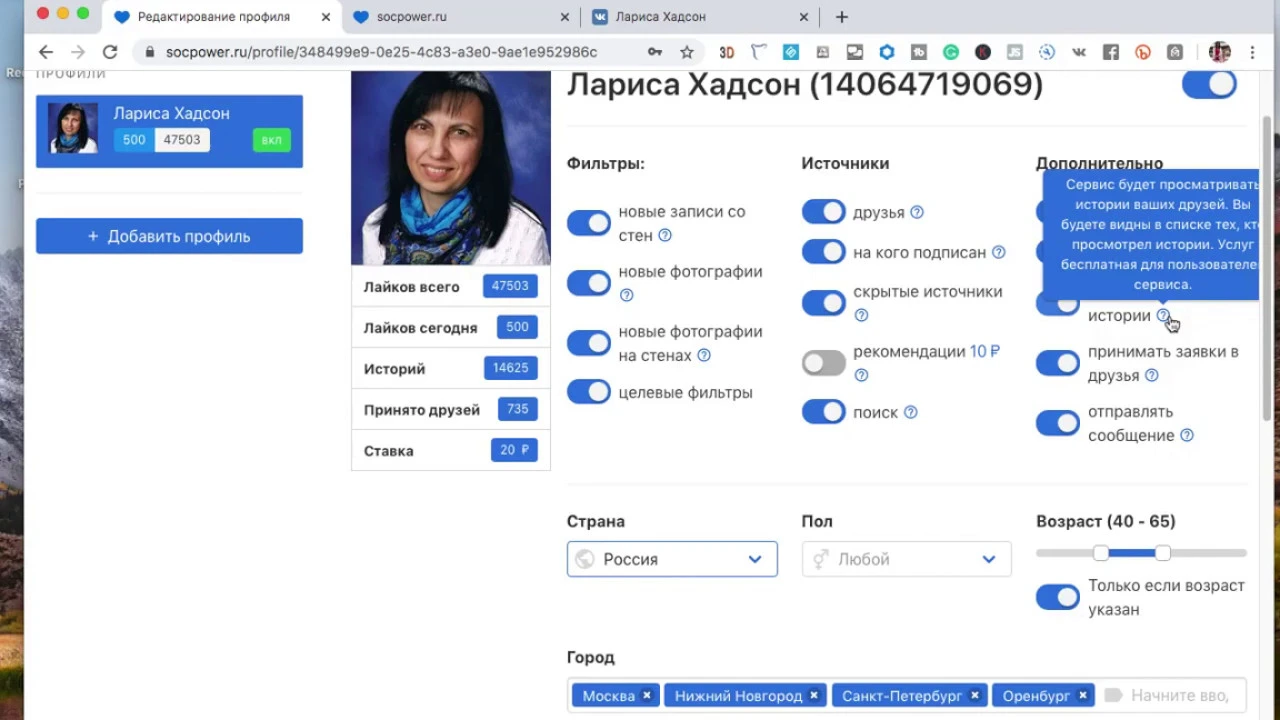 Редактирование профиля
socpower.ru
Лариса Хадсон
socpower.ru/profile/348499e9-0e25-4c83-a3e0-9ae1e952986c
ПРОФИЛИ
Лариса Хадсон
500 47503 вкл
+ Добавить профиль
Лайков всего 47503
Лайков сегодня 500
Историй 14625
Принято друзей 735
Ставка 20 ₽
Лариса Хадсон (14064719069)
Фильтры:
новые записи со
стен
новые фотографии
новые фотографии
на стенах
целевые фильтры
Источники
друзья
на кого подписан
скрытые источники
рекомендации 10 ₽
поиск
Дополнительно
Сервис будет просматривать
истории ваших друзей. Вы
будете видны в списке тех, кт
просмотрел истории. Услуг
бесплатная для пользователе
сервиса.
истории
принимать заявки в
друзья
отправлять
сообщение
Страна
Россия
Пол
Любой
Возраст (40 - 65)
Только если возраст
указан
Город
Москва × Нижний Новгород × Санкт-Петербург × Оренбург × Начните вво,